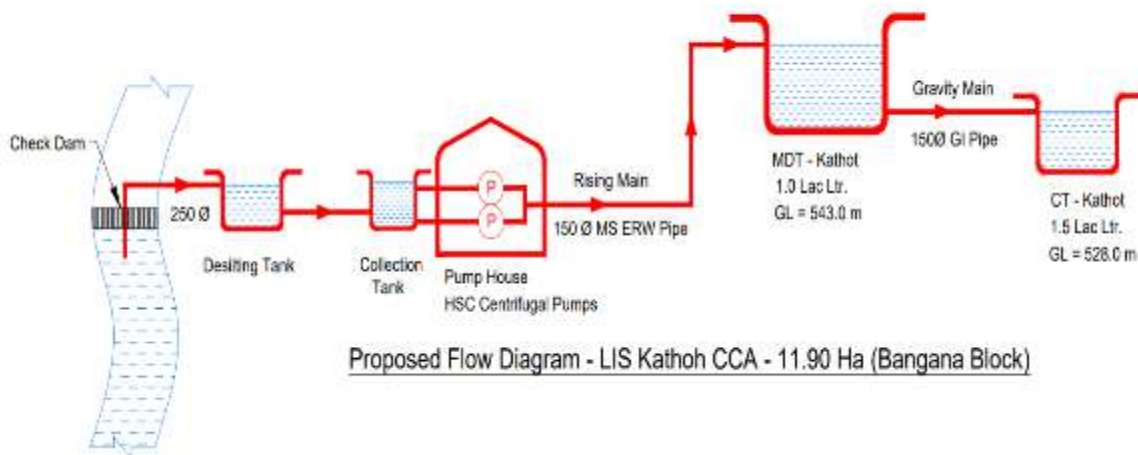 Check Dam
250 Ø
Desilting Tank
Collection
Tank
P
P
Pump House
HSC Centrifugal Pumps
Rising Main
150 Ø MS ERW Pipe
MDT - Kathot
1.0 Lac Ltr.
GL = 543.0 m
Gravity Main
150Ø GI Pipe
CT - Kathot
1.5 Lac Ltr.
GL = 528.0 m
Proposed Flow Diagram - LIS Kathoh CCA - 11.90 Ha (Bangana Block)